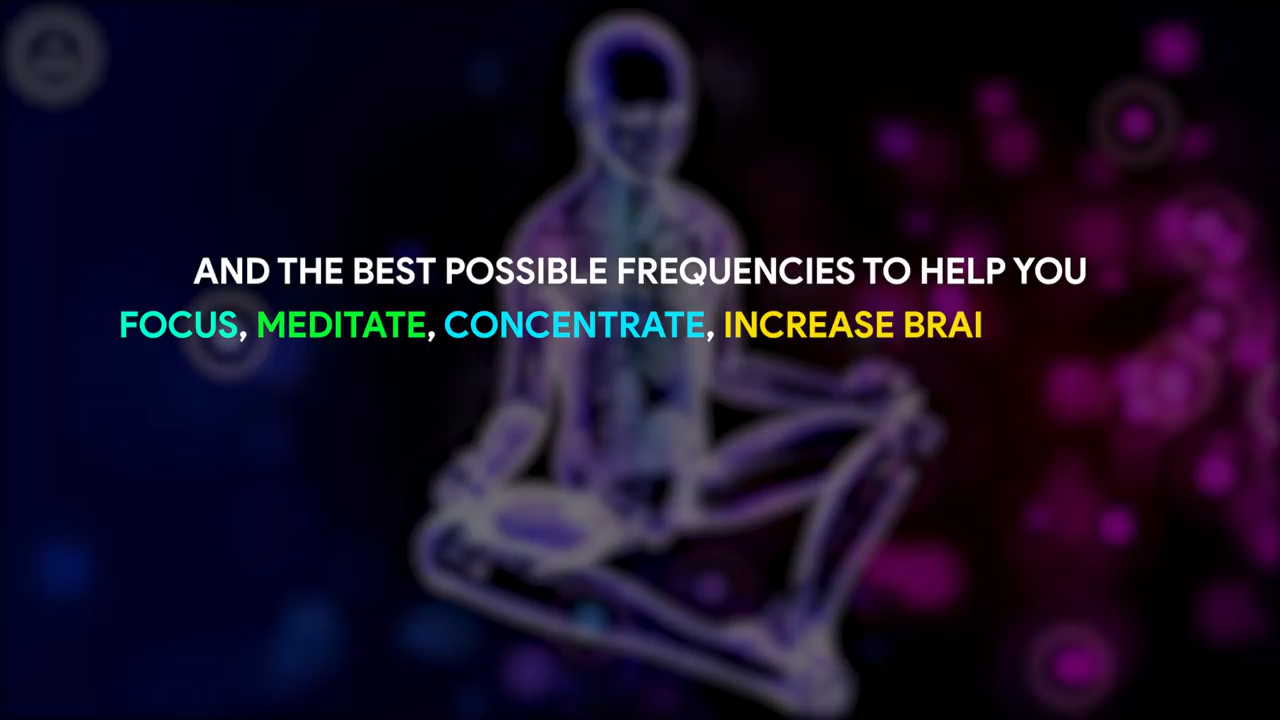 AND THE BEST POSSIBLE FREQUENCIES TO HELP YOU
FOCUS, MEDITATE, CONCENTRATE, INCREASE BRAI